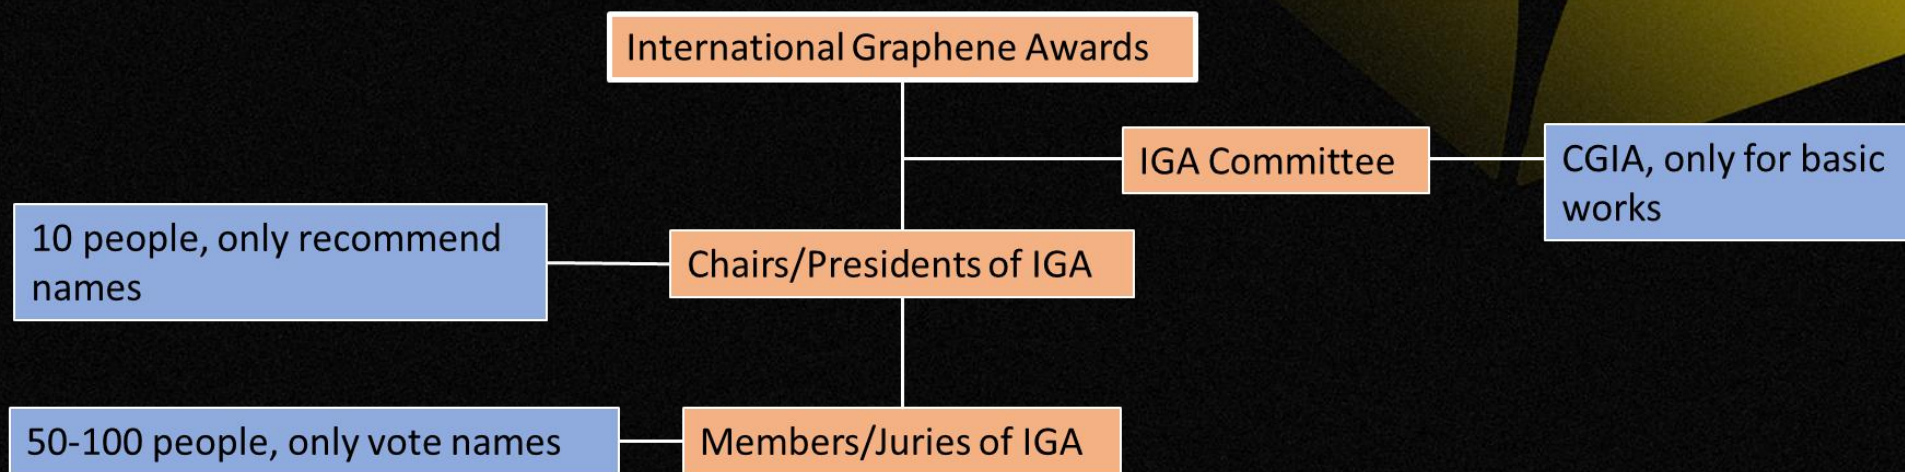 International Graphene Awards
IGA Committee
CGIA, only for basic
works
10 people, only recommend
names
Chairs/Presidents of IGA
50-100 people, only vote names
Members/Juries of IGA